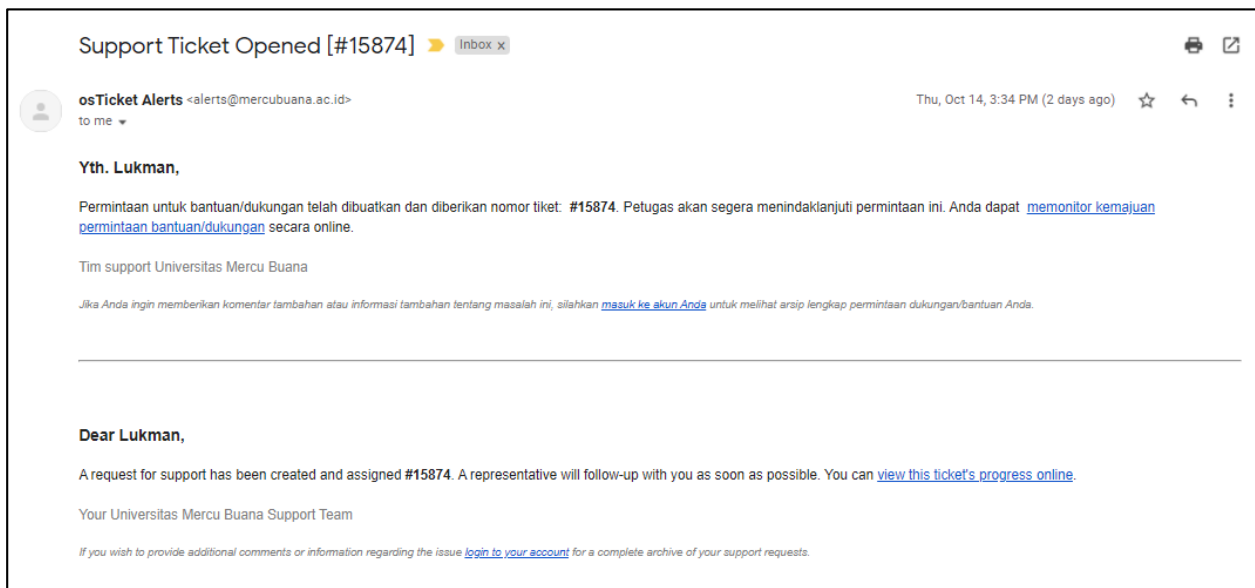 Support Ticket Opened [#15874] Inbox x
osTicket Alerts <alerts@mercubuana.ac.id> Thu, Oct 14, 3:34 PM (2 days ago)
to me
Yth. Lukman,
Permintaan untuk bantuan/dukungan telah dibuatkan dan diberikan nomor tiket: #15874. Petugas akan segera menindaklanjuti permintaan ini. Anda dapat memonitor kemajuan
permintaan bantuan/dukungan secara online.
Tim support Universitas Mercu Buana
Jika Anda ingin memberikan komentar tambahan atau informasi tambahan tentang masalah ini, silahkan masuk ke akun Anda untuk melihat arsip lengkap permintaan dukungan/bantuan Anda.
Dear Lukman,
A request for support has been created and assigned #15874. A representative will follow-up with you as soon as possible. You can view this ticket's progress online.
Your Universitas Mercu Buana Support Team
If you wish to provide additional comments or information regarding the issue login to your account for a complete archive of your support requests.